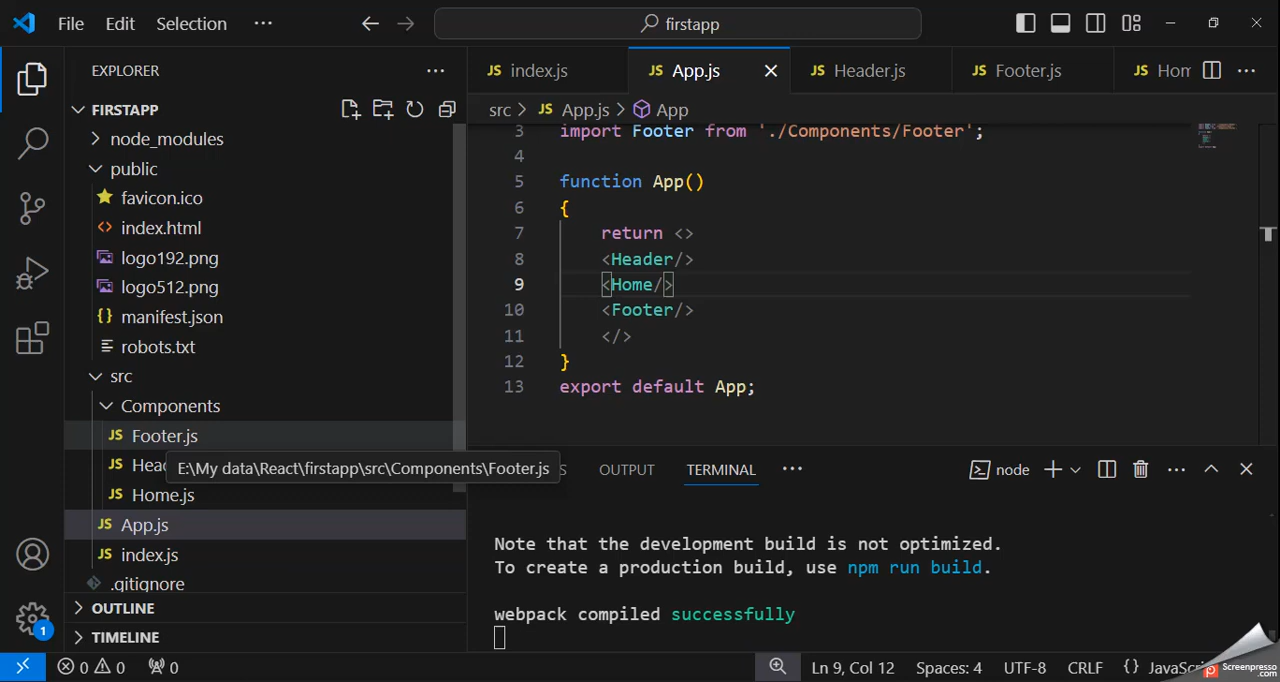 File Edit Selection ··· firstapp
EXPLORER ···
FIRSTAPP
node_modules
public
favicon.ico
index.html
logo192.png
logo512.png
manifest.json
robots.txt
src
Components
Footer.js
Head
E:\My data\React\firstapp\src\Components\Footer.js
Home.js
App.js
index.js
.gitignore
OUTLINE
TIMELINE
JS index.js JS App.js JS Header.js JS Footer.js JS Hom ···
src > JS App.js > App
3 import Footer from './Components/Footer';
4
5 function App()
6 {
7 return <>
8 <Header/>
9 <Home/>
10 <Footer/>
11 </>
12 }
13 export default App;
S OUTPUT TERMINAL ··· node ···
Note that the development build is not optimized.
To create a production build, use npm run build.
webpack compiled successfully
1
0 0 0 Ln 9, Col 12 Spaces: 4 UTF-8 CRLF {} JavaScri
Screenpresso
.com